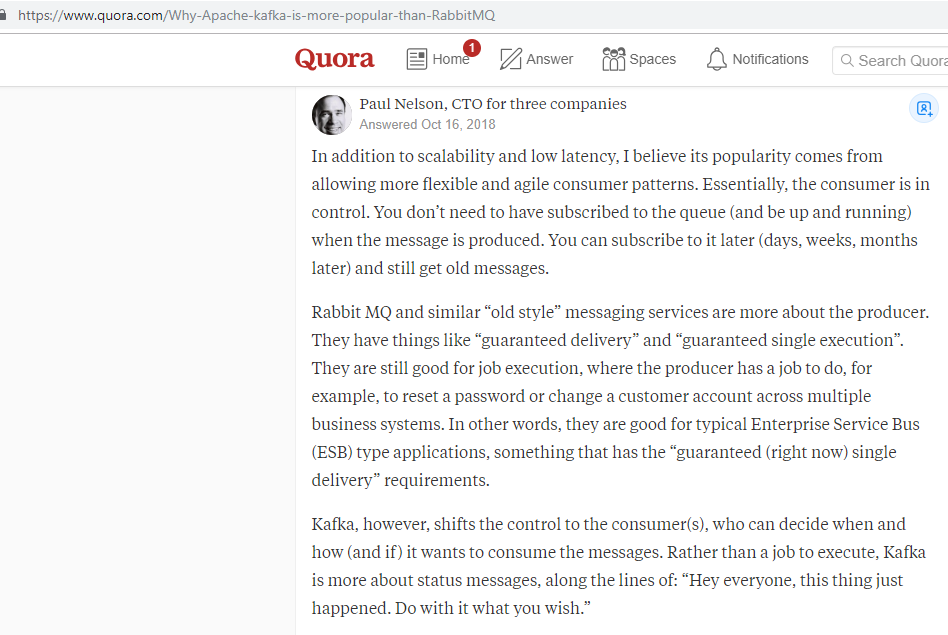 https://www.quora.com/Why-Apache-kafka-is-more-popular-than-RabbitMQ
Quora Home 1 Answer Spaces Notifications Search Quora
Paul Nelson, CTO for three companies
Answered Oct 16, 2018
In addition to scalability and low latency, I believe its popularity comes from
allowing more flexible and agile consumer patterns. Essentially, the consumer is in
control. You don’t need to have subscribed to the queue (and be up and running)
when the message is produced. You can subscribe to it later (days, weeks, months
later) and still get old messages.
Rabbit MQ and similar “old style” messaging services are more about the producer.
They have things like “guaranteed delivery” and “guaranteed single execution”.
They are still good for job execution, where the producer has a job to do, for
example, to reset a password or change a customer account across multiple
business systems. In other words, they are good for typical Enterprise Service Bus
(ESB) type applications, something that has the “guaranteed (right now) single
delivery” requirements.
Kafka, however, shifts the control to the consumer(s), who can decide when and
how (and if) it wants to consume the messages. Rather than a job to execute, Kafka
is more about status messages, along the lines of: “Hey everyone, this thing just
happened. Do with it what you wish.”